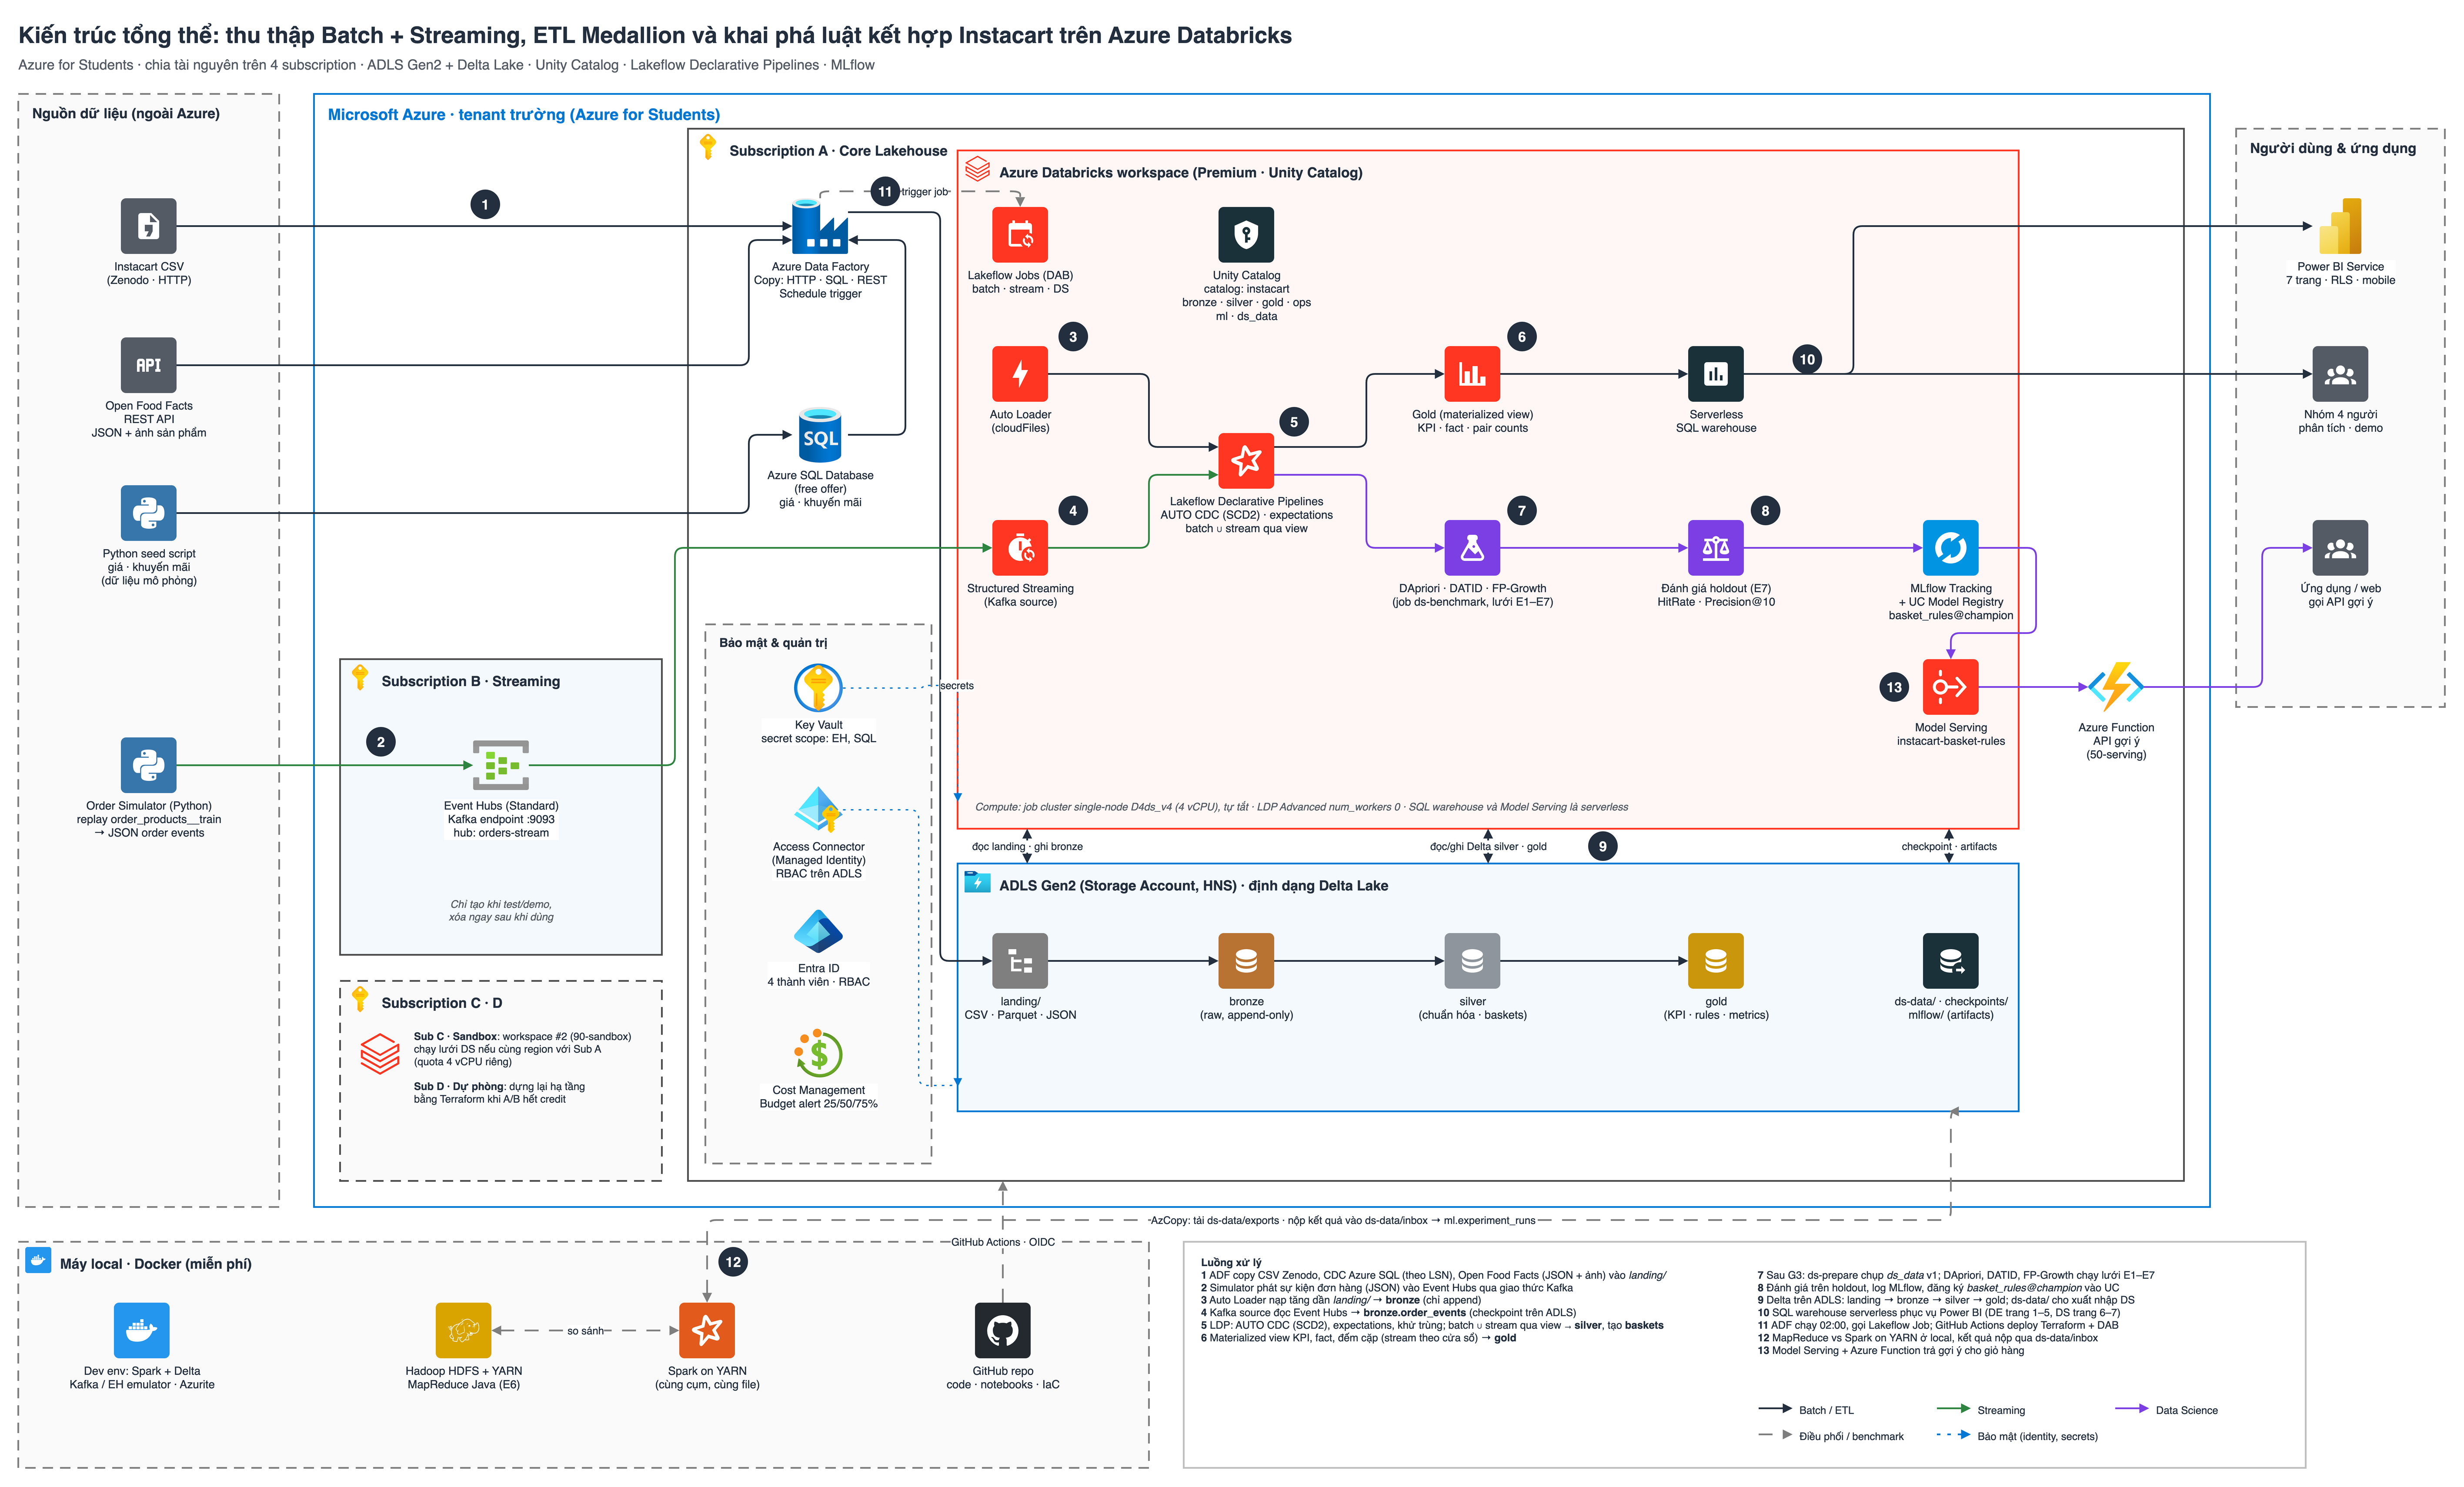 Kiến trúc tổng thể: thu thập Batch + Streaming, ETL Medallion và khai phá luật kết hợp Instacart trên Azure Databricks
Azure for Students · chia tài nguyên trên 4 subscription · ADLS Gen2 + Delta Lake · Unity Catalog · Lakeflow Declarative Pipelines · MLflow
Nguồn dữ liệu (ngoài Azure)
Instacart CSV
(Zenodo · HTTP)
API
Open Food Facts
REST API
JSON + ảnh sản phẩm
Python seed script
giá · khuyến mãi
(dữ liệu mô phỏng)
Order Simulator (Python)
replay order_products__train
→ JSON order events
Microsoft Azure · tenant trường (Azure for Students)
1
2
Subscription A · Core Lakehouse
11
trigger job
Azure Data Factory
Copy: HTTP · SQL · REST
Schedule trigger
SQL
Azure SQL Database
(free offer)
giá · khuyến mãi
Subscription B · Streaming
Event Hubs (Standard)
Kafka endpoint :9093
hub: orders-stream
Chỉ tạo khi test/demo,
xóa ngay sau khi dùng
Subscription C · D
Sub C · Sandbox: workspace #2 (90-sandbox)
chạy lưới DS nếu cùng region với Sub A
(quota 4 vCPU riêng)
Sub D · Dự phòng: dựng lại hạ tầng
bằng Terraform khi A/B hết credit
Bảo mật & quản trị
Key Vault
secret scope: EH, SQL
secrets
Access Connector
(Managed Identity)
RBAC trên ADLS
Entra ID
4 thành viên · RBAC
Cost Management
Budget alert 25/50/75%
Azure Databricks workspace (Premium · Unity Catalog)
Lakeflow Jobs (DAB)
batch · stream · DS
Unity Catalog
catalog: instacart
bronze · silver · gold · ops
ml · ds_data
3
Auto Loader
(cloudFiles)
4
Structured Streaming
(Kafka source)
5
Lakeflow Declarative Pipelines
AUTO CDC (SCD2) · expectations
batch ∪ stream qua view
6
Gold (materialized view)
KPI · fact · pair counts
Serverless
SQL warehouse
10
7
DApriori · DATID · FP-Growth
(job ds-benchmark, lưới E1–E7)
8
Đánh giá holdout (E7)
HitRate · Precision@10
MLflow Tracking
+ UC Model Registry
basket_rules@champion
13
Model Serving
instacart-basket-rules
Azure Function
API gợi ý
(50-serving)
Compute: job cluster single-node D4ds_v4 (4 vCPU), tự tắt · LDP Advanced num_workers 0 · SQL warehouse và Model Serving là serverless
đọc landing · ghi bronze
đọc/ghi Delta silver · gold
9
checkpoint · artifacts
ADLS Gen2 (Storage Account, HNS) · định dạng Delta Lake
landing/
CSV · Parquet · JSON
bronze
(raw, append-only)
silver
(chuẩn hóa · baskets)
gold
(KPI · rules · metrics)
ds-data/ · checkpoints/
mlflow/ (artifacts)
Người dùng & ứng dụng
Power BI Service
7 trang · RLS · mobile
Nhóm 4 người
phân tích · demo
Ứng dụng / web
gọi API gợi ý
AzCopy: tải ds-data/exports · nộp kết quả vào ds-data/inbox → ml.experiment_runs
GitHub Actions · OIDC
Máy local · Docker (miễn phí)
12
Dev env: Spark + Delta
Kafka / EH emulator · Azurite
Hadoop HDFS + YARN
MapReduce Java (E6)
so sánh
Spark on YARN
(cùng cụm, cùng file)
GitHub repo
code · notebooks · IaC
Luồng xử lý
1 ADF copy CSV Zenodo, CDC Azure SQL (theo LSN), Open Food Facts (JSON + ảnh) vào landing/
2 Simulator phát sự kiện đơn hàng (JSON) vào Event Hubs qua giao thức Kafka
3 Auto Loader nạp tăng dần landing/ → bronze (chỉ append)
4 Kafka source đọc Event Hubs → bronze.order_events (checkpoint trên ADLS)
5 LDP: AUTO CDC (SCD2), expectations, khử trùng; batch ∪ stream qua view → silver, tạo baskets
6 Materialized view KPI, fact, đếm cặp (stream theo cửa sổ) → gold
7 Sau G3: ds-prepare chụp ds_data v1; DApriori, DATID, FP-Growth chạy lưới E1–E7
8 Đánh giá trên holdout, log MLflow, đăng ký basket_rules@champion vào UC
9 Delta trên ADLS: landing → bronze → silver → gold; ds-data/ cho xuất nhập DS
10 SQL warehouse serverless phục vụ Power BI (DE trang 1–5, DS trang 6–7)
11 ADF chạy 02:00, gọi Lakeflow Job; GitHub Actions deploy Terraform + DAB
12 MapReduce vs Spark on YARN ở local, kết quả nộp qua ds-data/inbox
13 Model Serving + Azure Function trả gợi ý cho giỏ hàng
Batch / ETL
Streaming
Data Science
Điều phối / benchmark
Bảo mật (identity, secrets)